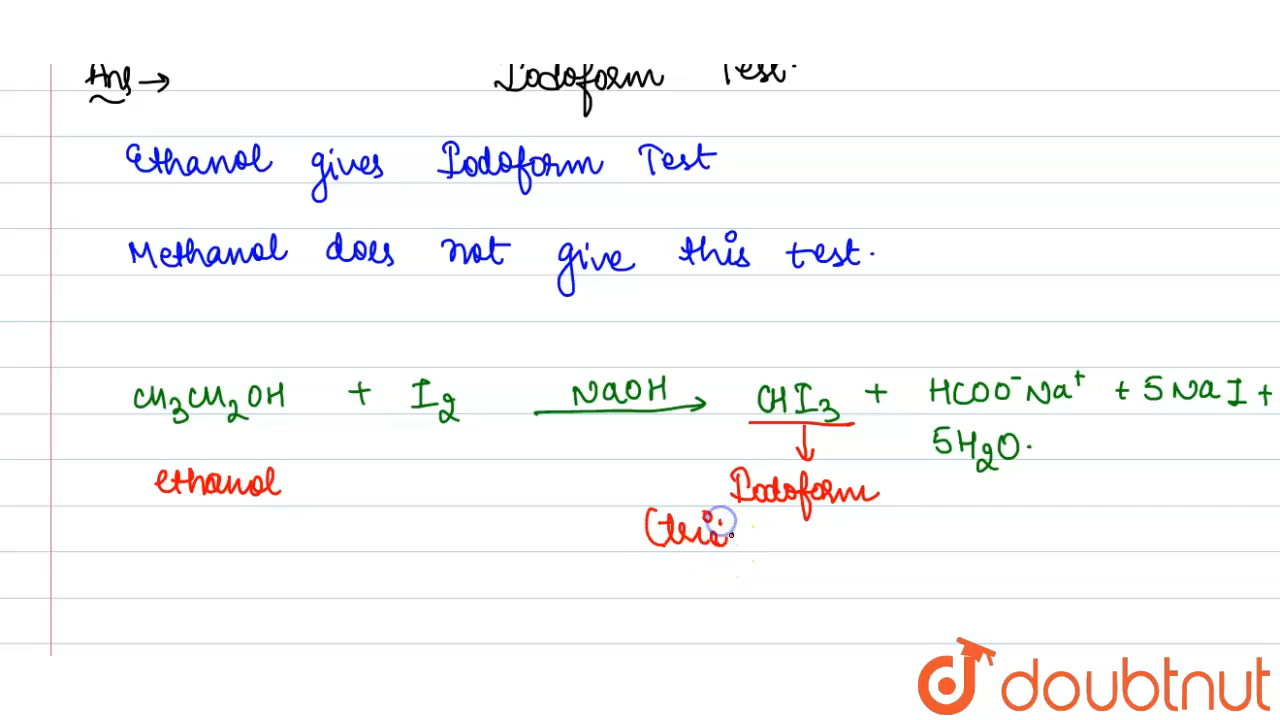 Ans → Iodoform Test.
Ethanol gives Iodoform Test
Methanol does not give this test.
CH3CH2OH + I2 NaOH → CHI3 + HCOO⁻Na⁺ + 5NaI +
5H2O.
ethanol Iodoform
(trii
doubtnut